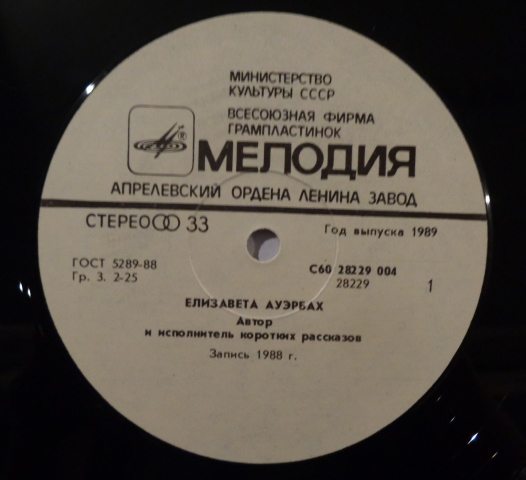 МИНИСТЕРСТВО
КУЛЬТУРЫ СССР
ВСЕСОЮЗНАЯ ФИРМА
ГРАМПЛАСТИНОК
®
МЕЛОДИЯ
АПРЕЛЕВСКИЙ ОРДЕНА ЛЕНИНА ЗАВОД
СТЕРЕО 33
Год выпуска 1989
ГОСТ 5289-88
Гр. 3. 2-25
С60 28229 004
28229
1
ЕЛИЗАВЕТА АУЭРБАХ
Автор
и исполнитель коротких рассказов
Запись 1988 г.